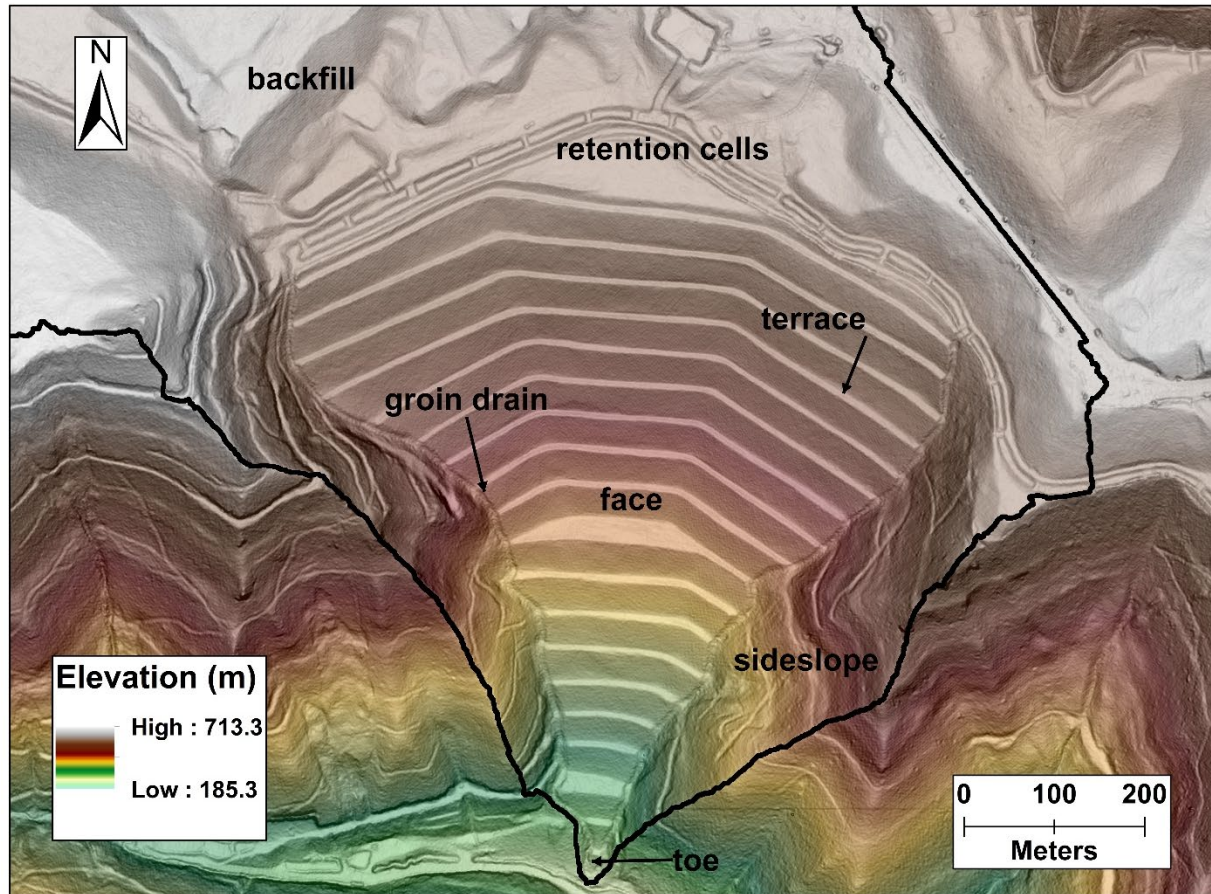 N
backfill
retention cells
terrace
groin drain
face
sideslope
Elevation (m)
High : 713.3
Low : 185.3
0 100 200
Meters
toe